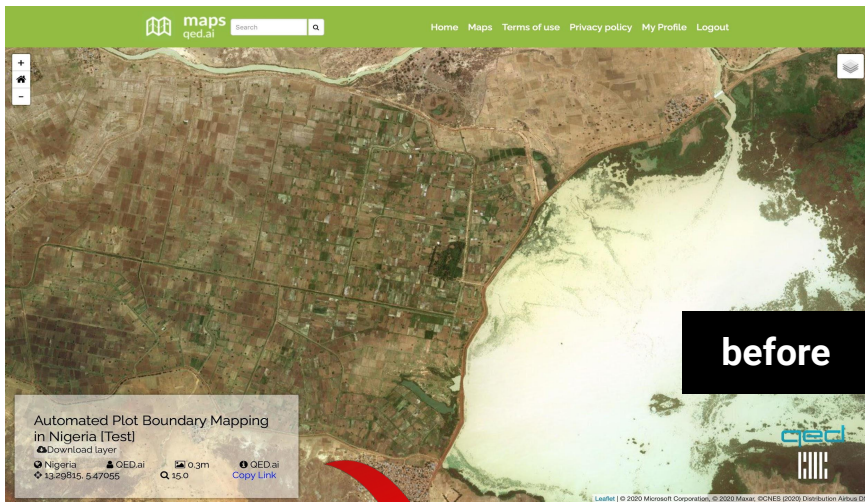 maps
qed.ai
Search
Home Maps Terms of use Privacy policy My Profile Logout
+
-
before
Automated Plot Boundary Mapping
in Nigeria [Test]
Download layer
Nigeria QED.ai 0.3m QED.ai
13.29815, 5.47055 15.0 Copy Link
qed
Leaflet | © 2020 Microsoft Corporation, © 2020 Maxar, ©CNES (2020) Distribution Airbus D